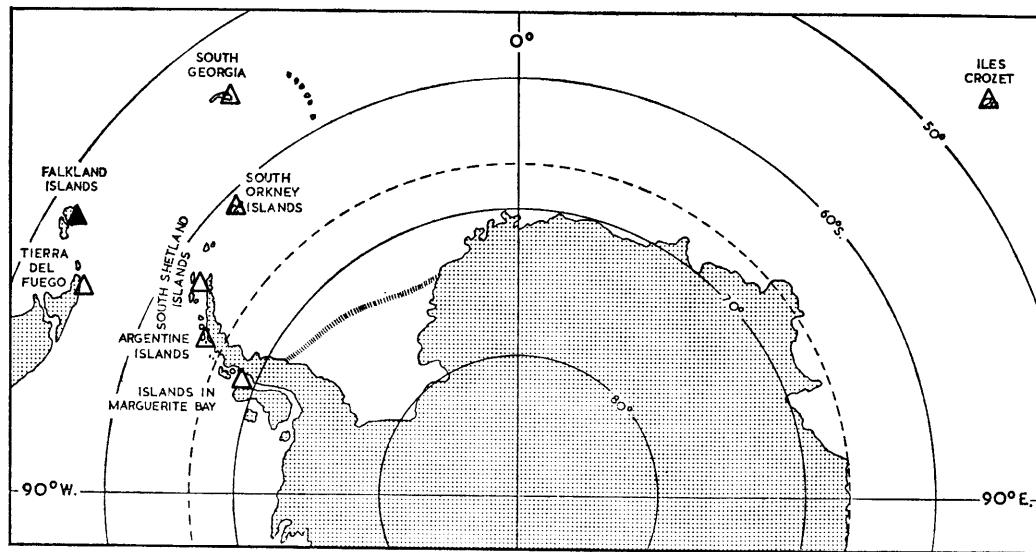 0°
SOUTH
GEORGIA
ILES
CROZET
50°
FALKLAND
ISLANDS
SOUTH
ORKNEY
ISLANDS
60°S.
TIERRA
DEL
FUEGO
SOUTH SHETLAND
ISLANDS
70°
ARGENTINE
ISLANDS
ISLANDS IN
MARGUERITE BAY
80°
90°W.
90°E.